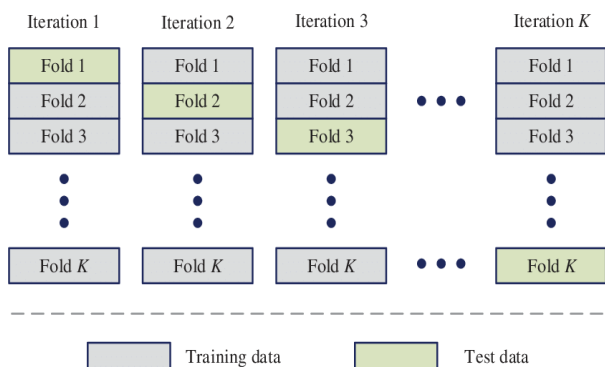 Iteration 1 Iteration 2 Iteration 3 Iteration K
Fold 1 Fold 1 Fold 1 Fold 1
Fold 2 Fold 2 Fold 2 Fold 2
Fold 3 Fold 3 Fold 3 Fold 3
Fold K Fold K Fold K Fold K
Training data Test data